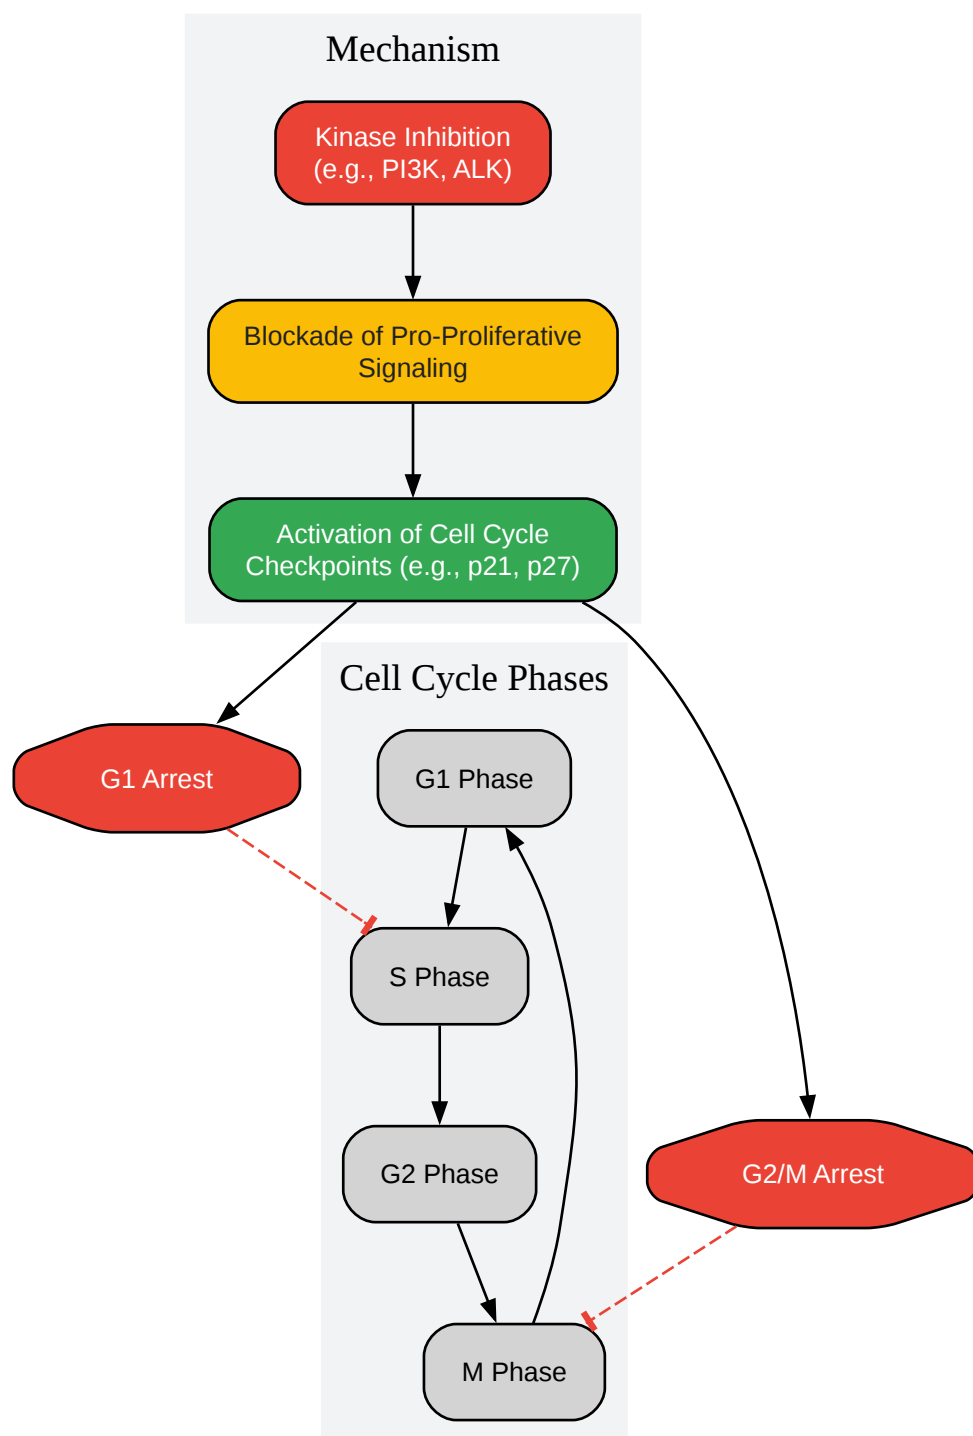 Mechanism
Kinase Inhibition
(e.g., PI3K, ALK)
Blockade of Pro-Proliferative
Signaling
Activation of Cell Cycle
Checkpoints (e.g., p21, p27)
Cell Cycle Phases
G1 Arrest
G1 Phase
S Phase
G2 Phase
G2/M Arrest
M Phase